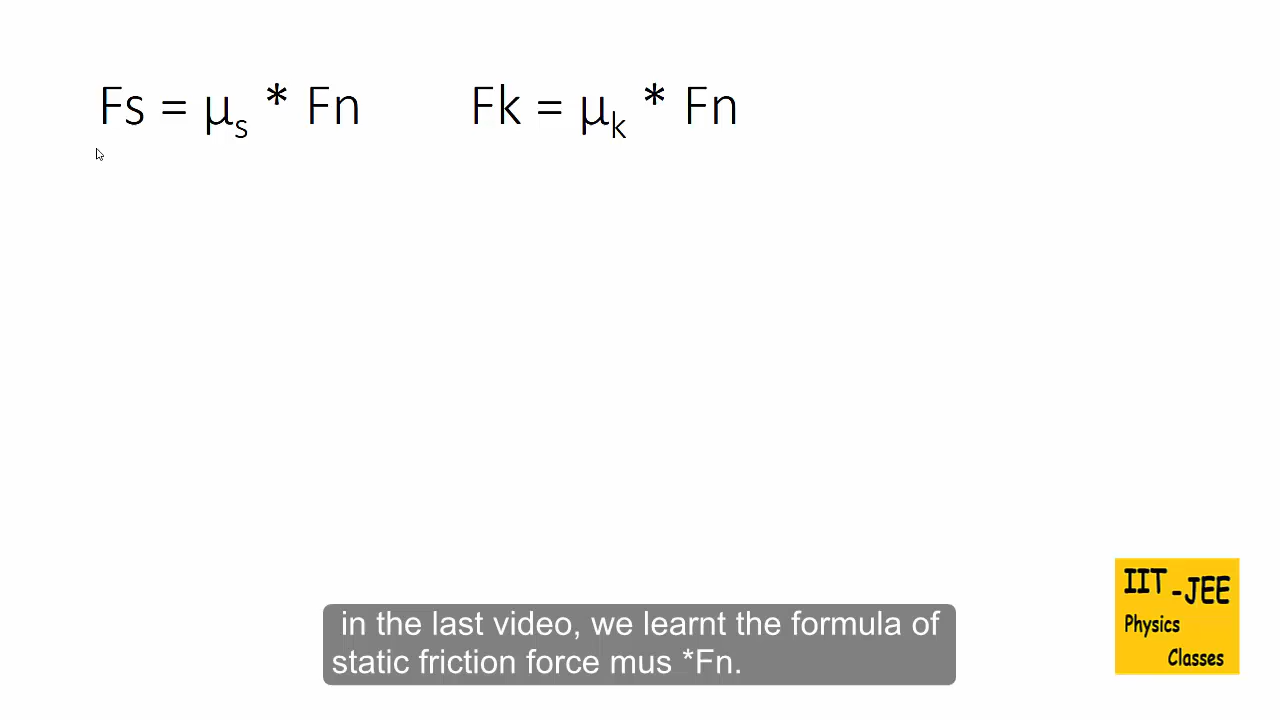 Fs = μs * Fn Fk = μk * Fn
in the last video, we learnt the formula of
static friction force mus *Fn.
IIT -JEE
Physics
Classes